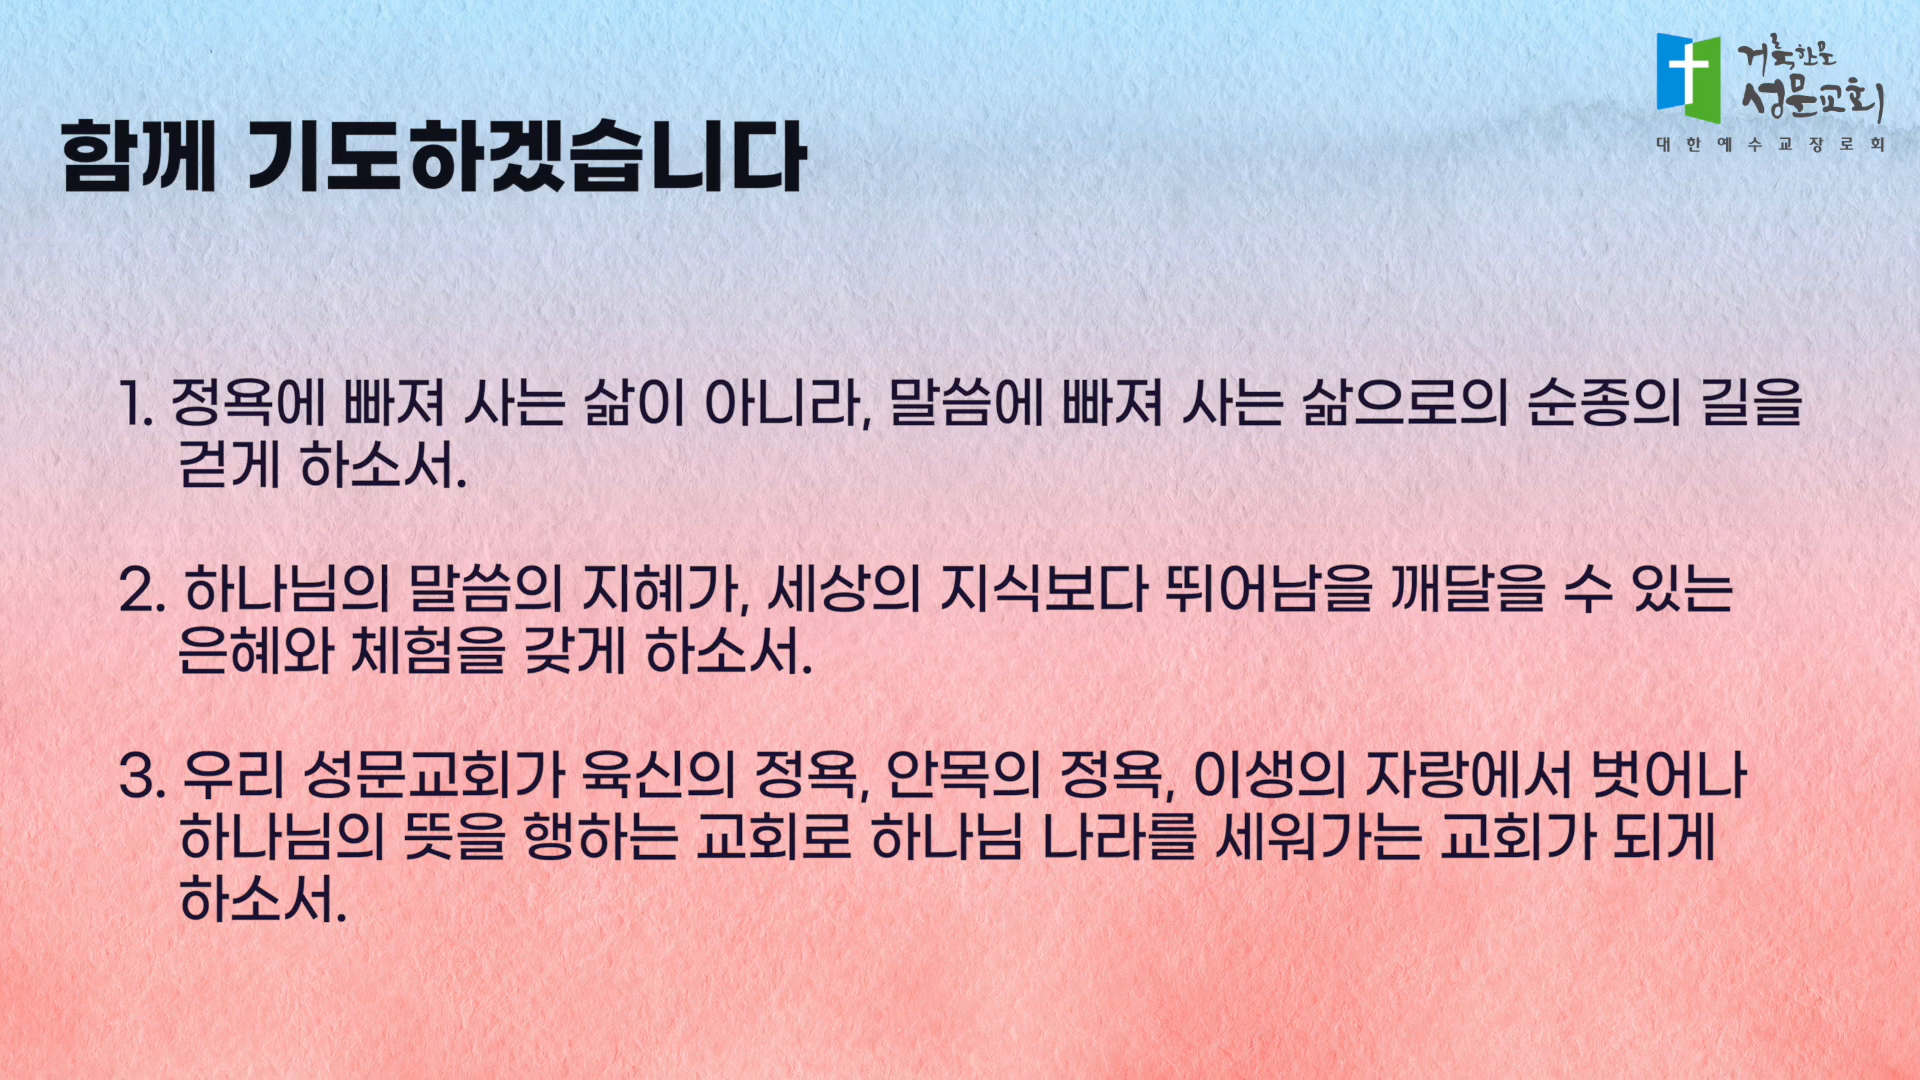 거룩한문
성문교회
대한예수교장로회
함께 기도하겠습니다
1. 정욕에 빠져 사는 삶이 아니라, 말씀에 빠져 사는 삶으로의 순종의 길을
걷게 하소서.
2. 하나님의 말씀의 지혜가, 세상의 지식보다 뛰어남을 깨달을 수 있는
은혜와 체험을 갖게 하소서.
3. 우리 성문교회가 육신의 정욕, 안목의 정욕, 이생의 자랑에서 벗어나
하나님의 뜻을 행하는 교회로 하나님 나라를 세워가는 교회가 되게
하소서.